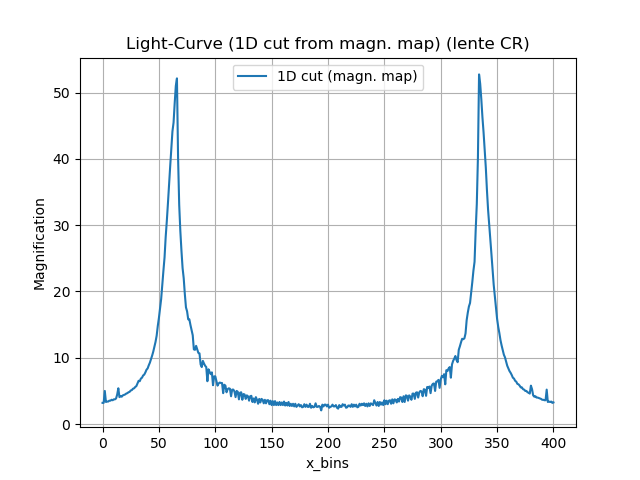 Light-Curve (1D cut from magn. map) (lente CR)
1D cut (magn. map)
Magnification
50
40
30
20
10
0
0 50 100 150 200 250 300 350 400
x_bins